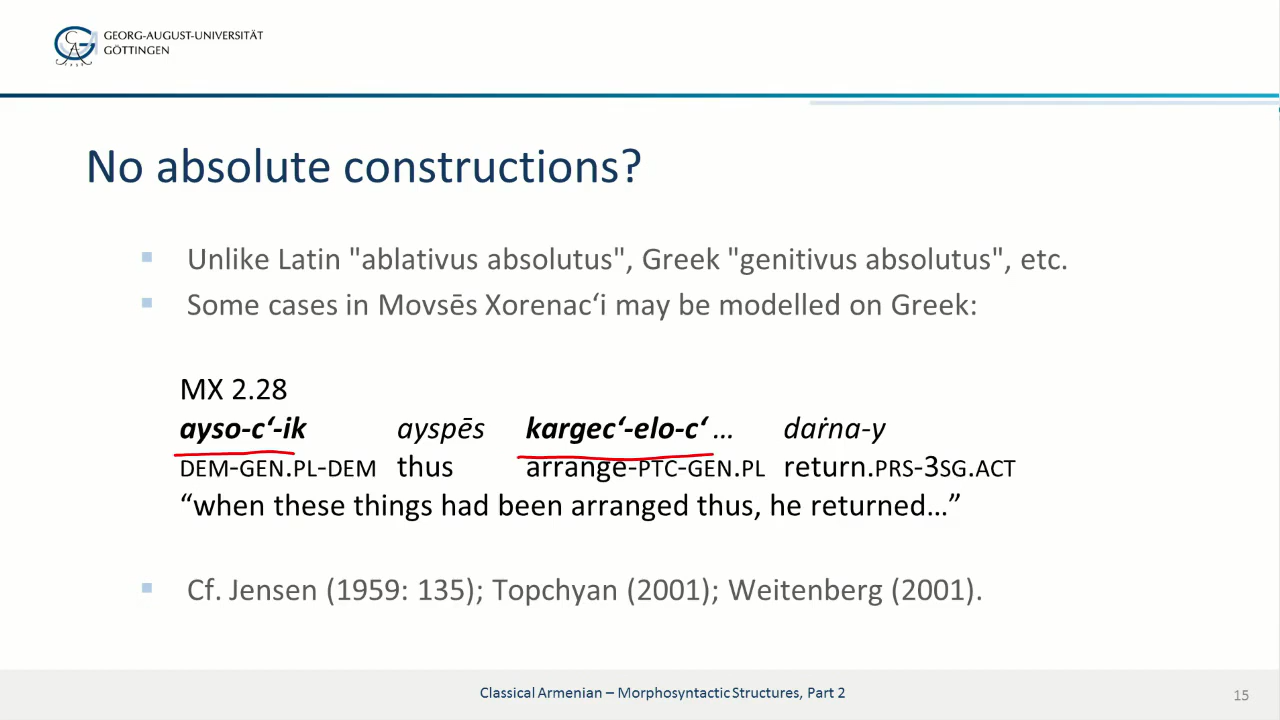 GEORG-AUGUST-UNIVERSITÄT
GÖTTINGEN
No absolute constructions?
Unlike Latin "ablativus absolutus", Greek "genitivus absolutus", etc.
Some cases in Movsēs Xorenac‘i may be modelled on Greek:
MX 2.28
ayso-c‘-ik ayspēs kargec‘-elo-c‘ … daṙna-y
DEM-GEN.PL-DEM thus arrange-PTC-GEN.PL return.PRS-3SG.ACT
“when these things had been arranged thus, he returned…”
Cf. Jensen (1959: 135); Topchyan (2001); Weitenberg (2001).
Classical Armenian – Morphosyntactic Structures, Part 2
15